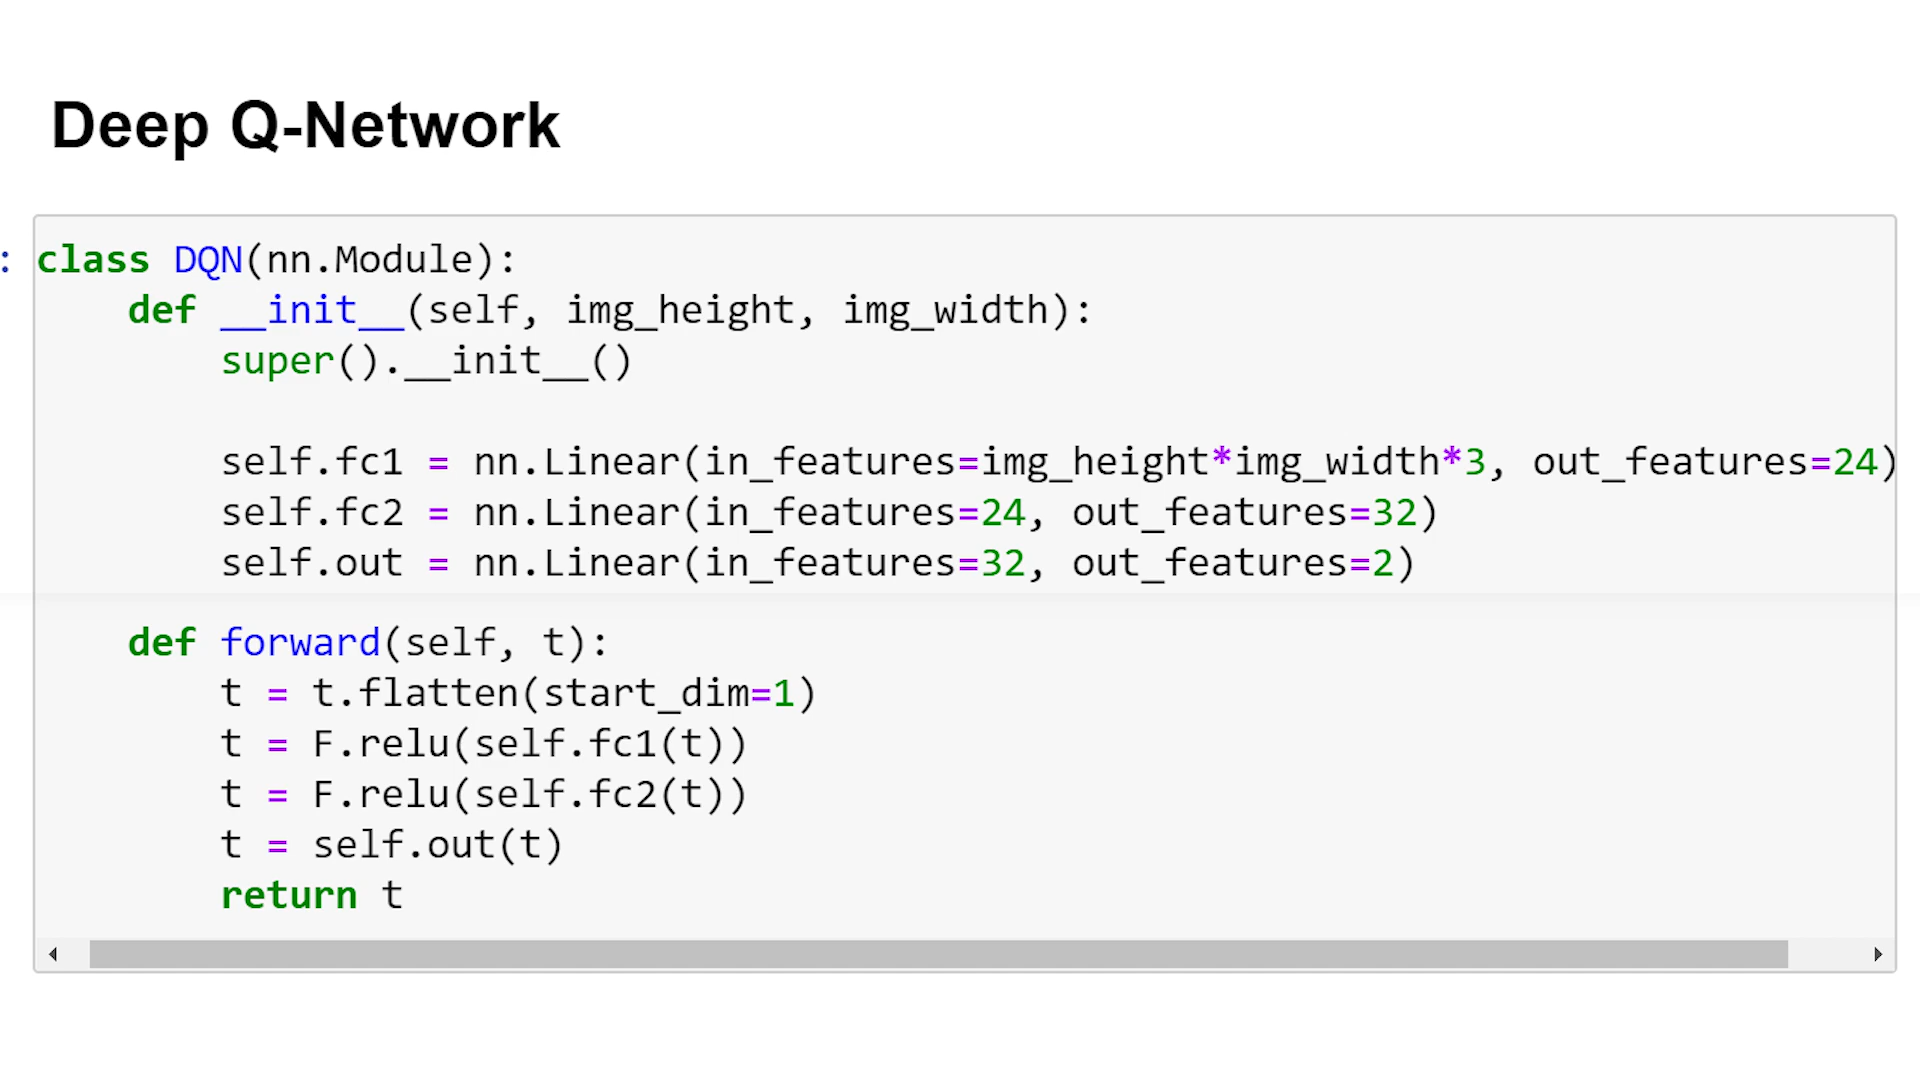 Deep Q-Network
: class DQN(nn.Module):
    def __init__(self, img_height, img_width):
        super().__init__()
        self.fc1 = nn.Linear(in_features=img_height*img_width*3, out_features=24)
        self.fc2 = nn.Linear(in_features=24, out_features=32)
        self.out = nn.Linear(in_features=32, out_features=2)
    def forward(self, t):
        t = t.flatten(start_dim=1)
        t = F.relu(self.fc1(t))
        t = F.relu(self.fc2(t))
        t = self.out(t)
        return t